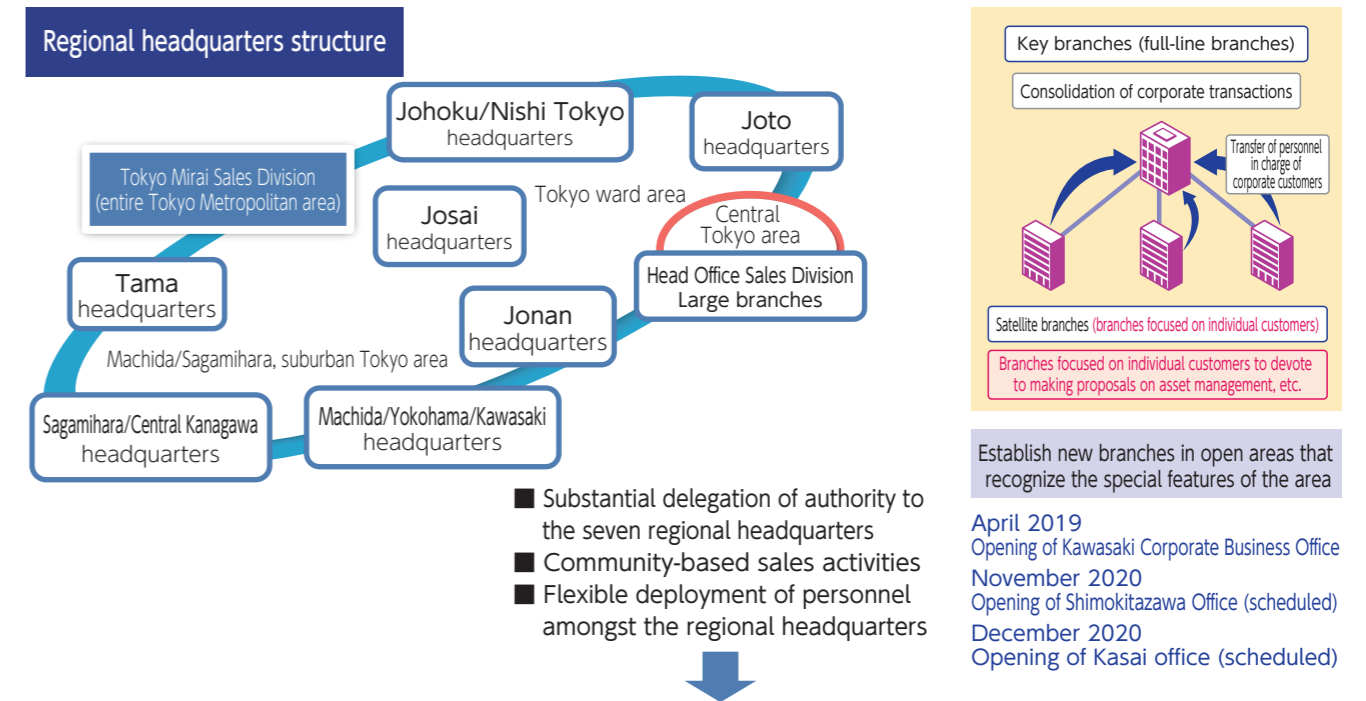 Regional headquarters structure
Johoku/Nishi Tokyo
headquarters
Joto
headquarters
Tokyo Mirai Sales Division
(entire Tokyo Metropolitan area)
Tokyo ward area
Josai
headquarters
Central
Tokyo area
Head Office Sales Division
Large branches
Tama
headquarters
Jonan
headquarters
Machida/Sagamihara, suburban Tokyo area
Sagamihara/Central Kanagawa
headquarters
Machida/Yokohama/Kawasaki
headquarters
■ Substantial delegation of authority to
the seven regional headquarters
■ Community-based sales activities
■ Flexible deployment of personnel
amongst the regional headquarters
Key branches (full-line branches)
Consolidation of corporate transactions
Transfer of personnel
in charge of
corporate customers
Satellite branches (branches focused on individual customers)
Branches focused on individual customers to devote
to making proposals on asset management, etc.
Establish new branches in open areas that
recognize the special features of the area
April 2019
Opening of Kawasaki Corporate Business Office
November 2020
Opening of Shimokitazawa Office (scheduled)
December 2020
Opening of Kasai office (scheduled)